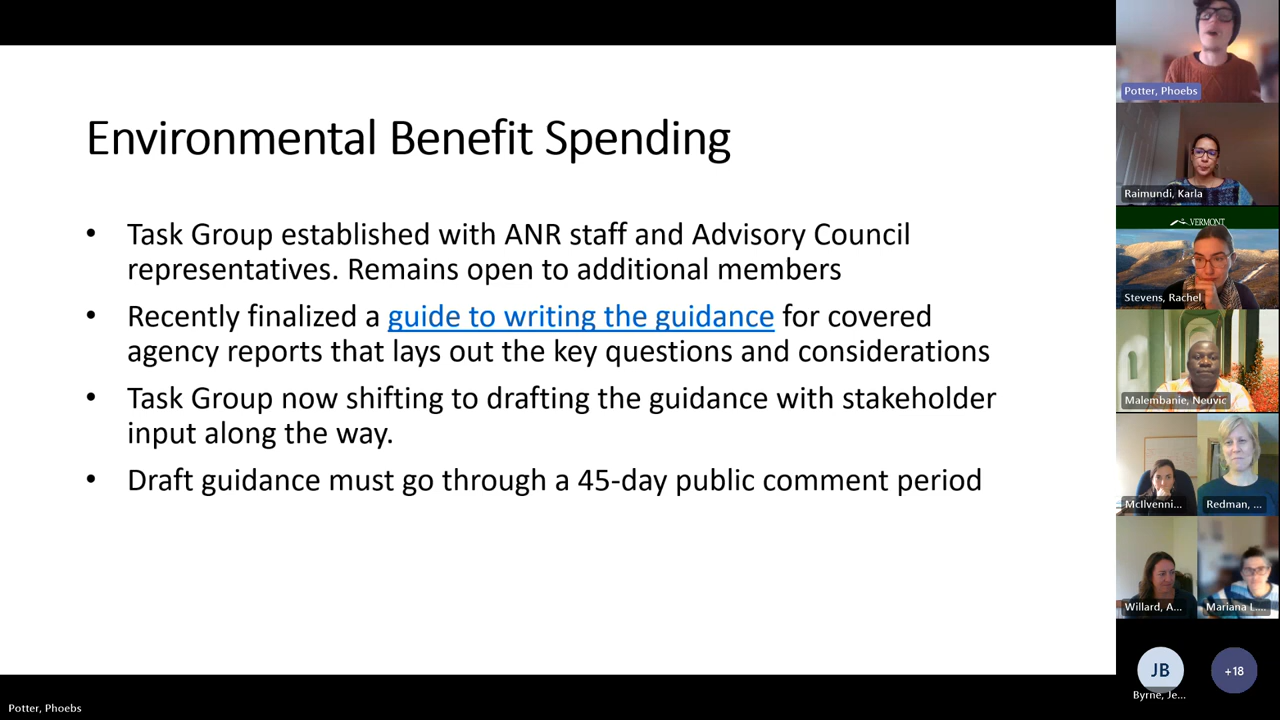 Environmental Benefit Spending
• Task Group established with ANR staff and Advisory Council
representatives. Remains open to additional members
• Recently finalized a guide to writing the guidance for covered
agency reports that lays out the key questions and considerations
• Task Group now shifting to drafting the guidance with stakeholder
input along the way.
• Draft guidance must go through a 45-day public comment period
Potter, Phoebs
Potter, Phoebs
Raimundi, Karla
VERMONT
Stevens, Rachel
Malembanie, Neuvic
McIlvenni...
Redman, ...
Willard, A...
Mariana L....
JB
Byrne, Je...
+18